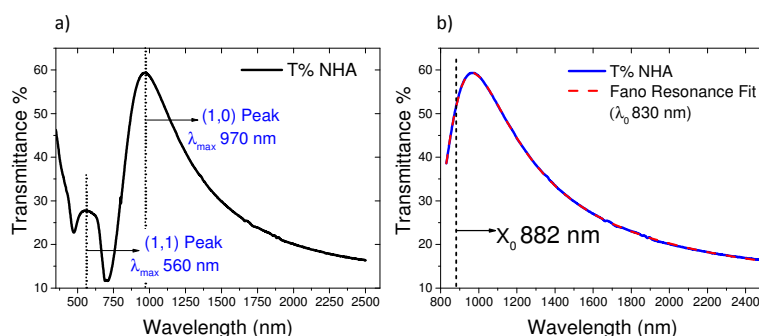 a)
Transmittance %
60
50
40
30
20
10
T% NHA
(1,0) Peak
λmax 970 nm
(1,1) Peak
λmax 560 nm
500 750 1000 1250 1500 1750 2000 2250 2500
Wavelength (nm)
b)
Transmittance %
60
50
40
30
20
10
T% NHA
Fano Resonance Fit
(λ0 830 nm)
X0 882 nm
800 1000 1200 1400 1600 1800 2000 2200 2400
Wavelength (nm)